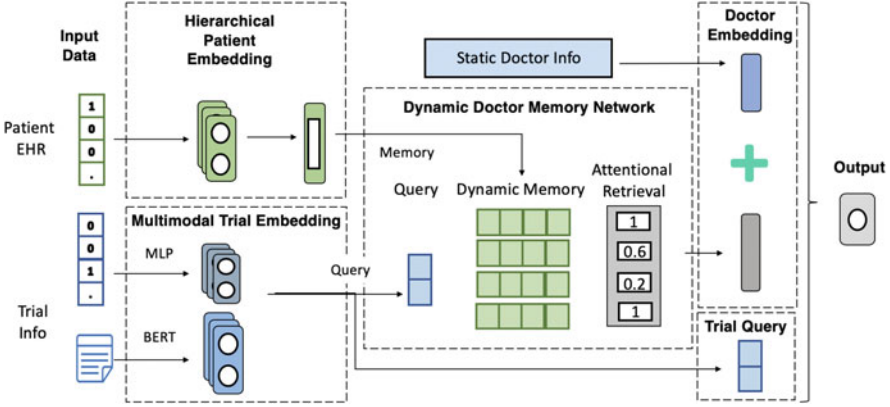 Input
Data
Hierarchical
Patient
Embedding
Patient
EHR
1
0
0
.
Static Doctor Info
Doctor
Embedding
Dynamic Doctor Memory Network
Memory
Query
Dynamic Memory
Attentional
Retrieval
1
0.6
0.2
1
Output
Multimodal Trial Embedding
0
0
1
.
MLP
Query
Trial
Info
BERT
Trial Query